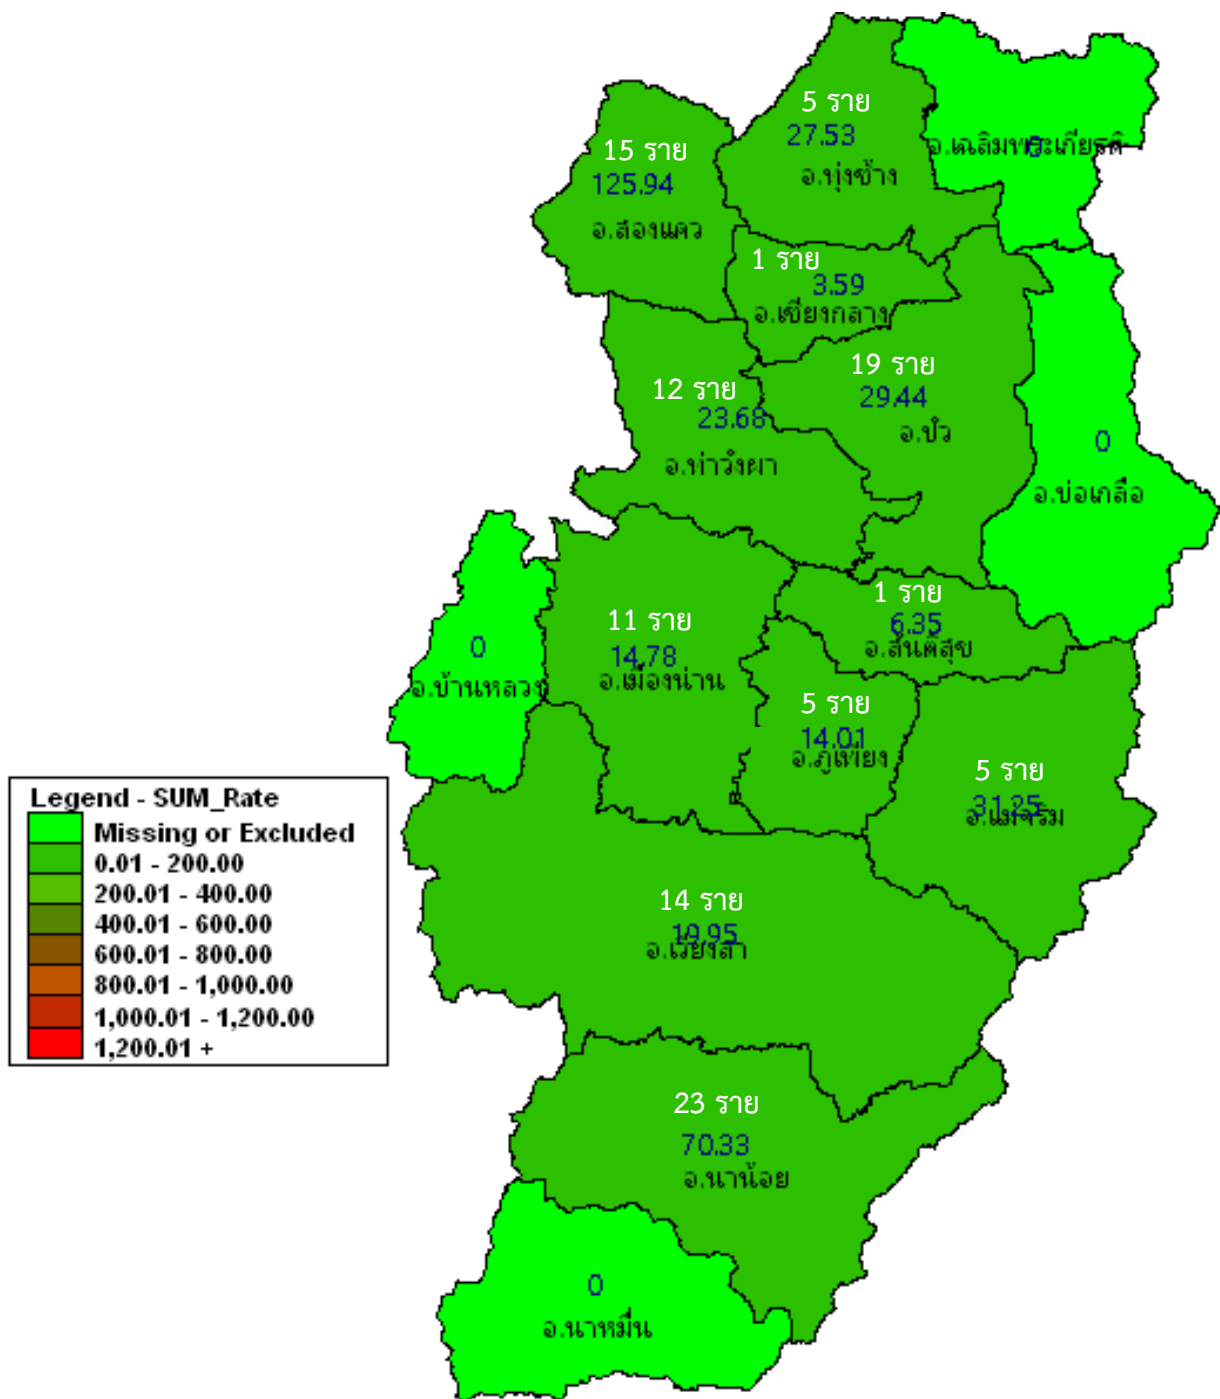 5 ราย
27.53
อ.ทุ่งช้าง
0
อ.เฉลิมพระเกียรติ
15 ราย
125.94
อ.สองแคว
1 ราย
3.59
อ.เชียงกลาง
19 ราย
29.44
อ.ปัว
12 ราย
23.68
อ.ท่าวังผา
0
อ.บ่อเกลือ
1 ราย
6.35
อ.สันติสุข
11 ราย
14.78
อ.เมืองน่าน
0
อ.บ้านหลวง
5 ราย
14.01
อ.ภูเพียง
5 ราย
31.25
อ.แม่จริม
14 ราย
19.95
อ.เวียงสา
23 ราย
70.33
อ.นาน้อย
0
อ.นาหมื่น
Legend - SUM_Rate
Missing or Excluded
0.01 - 200.00
200.01 - 400.00
400.01 - 600.00
600.01 - 800.00
800.01 - 1,000.00
1,000.01 - 1,200.00
1,200.01 +